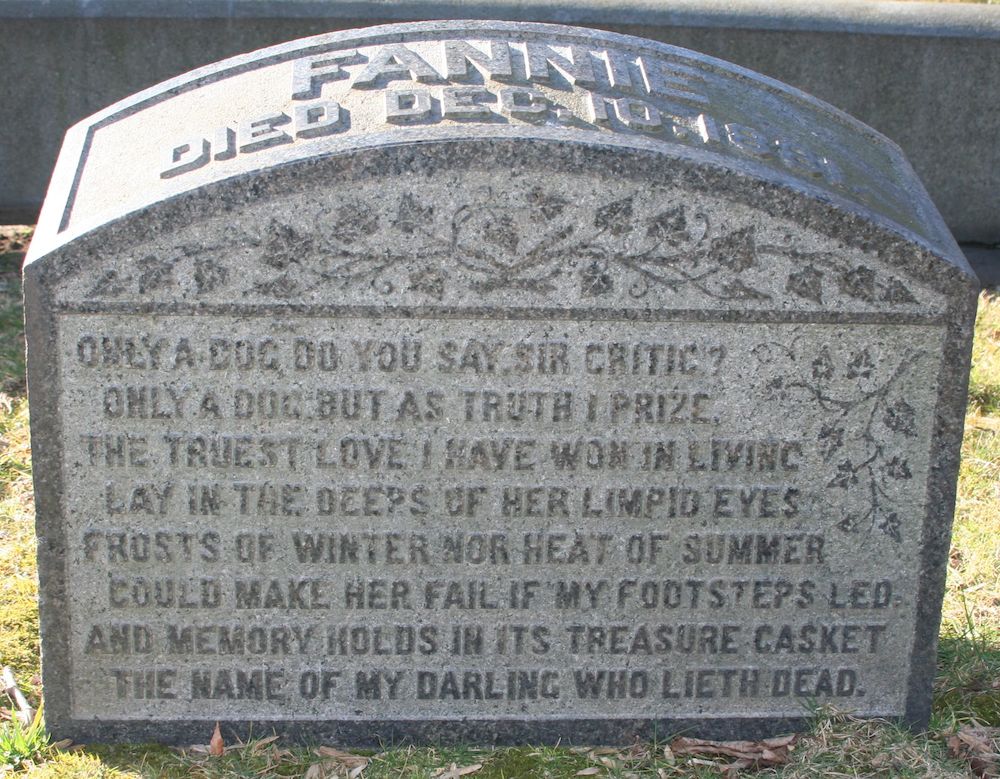 FANNIE
DIED DEC. 10. 1881.
ONLY A DOG, DO YOU SAY, SIR CRITIC?
ONLY A DOG, BUT AS TRUTH I PRIZE,
THE TRUEST LOVE I HAVE WON IN LIVING
LAY IN THE DEEPS OF HER LIMPID EYES
FROSTS OF WINTER NOR HEAT OF SUMMER
COULD MAKE HER FAIL IF MY FOOTSTEPS LED.
AND MEMORY HOLDS IN ITS TREASURE CASKET
THE NAME OF MY DARLING WHO LIETH DEAD.